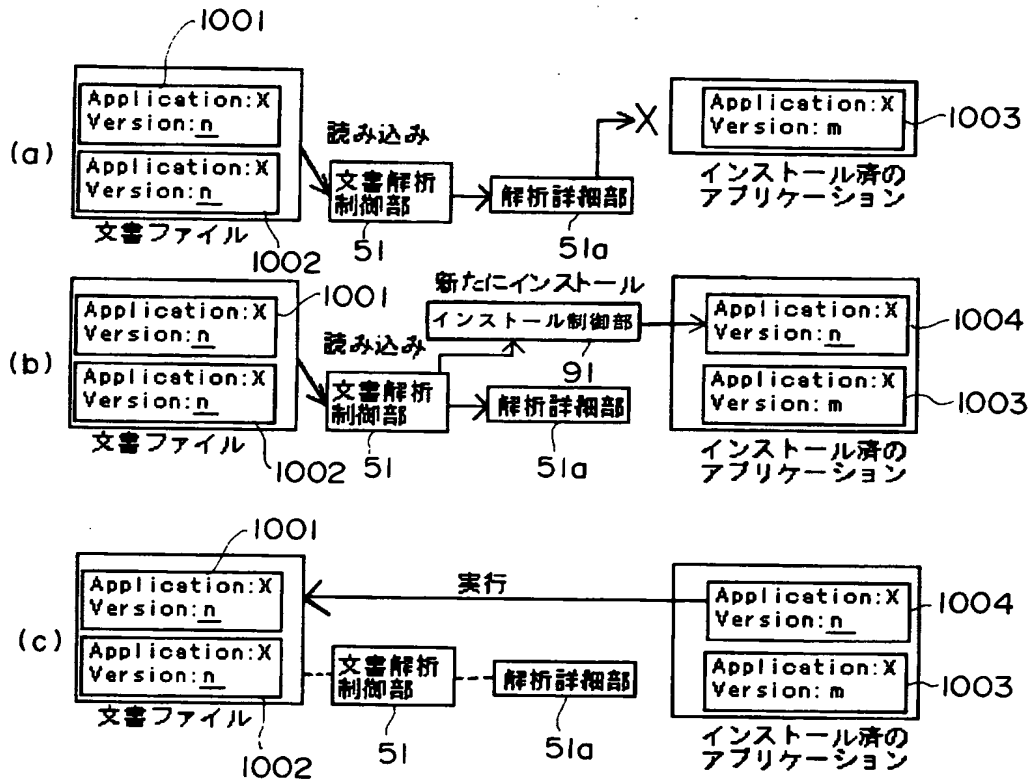 1001
Application:X
Version:n
Application:X
Version:n
文書ファイル
1002
(a)
読み込み
文書解析
制御部
51
解析詳細部
51a
X
Application:X
Version:m
1003
インストール済の
アプリケーション
1001
Application:X
Version:n
Application:X
Version:n
文書ファイル
1002
(b)
読み込み
文書解析
制御部
51
新たにインストール
インストール制御部
91
解析詳細部
51a
Application:X
Version:n
1004
Application:X
Version:m
1003
インストール済の
アプリケーション
1001
Application:X
Version:n
Application:X
Version:n
文書ファイル
1002
(c)
実行
文書解析
制御部
51
解析詳細部
51a
Application:X
Version:n
1004
Application:X
Version:m
1003
インストール済の
アプリケーション